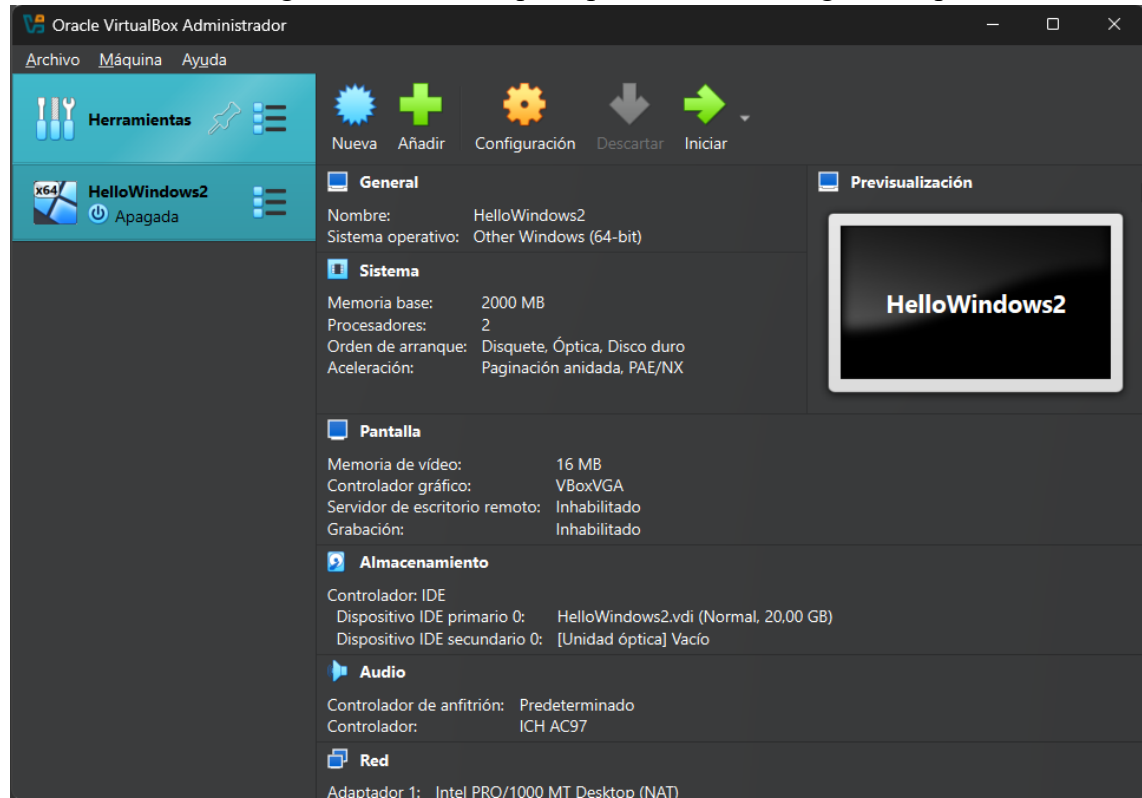 Oracle VirtualBox Administrador
Archivo Máquina Ayuda
Herramientas
Nueva Añadir Configuración Descartar Iniciar
x64
HelloWindows2
Apagada
General
Nombre: HelloWindows2
Sistema operativo: Other Windows (64-bit)
Previsualización
HelloWindows2
Sistema
Memoria base: 2000 MB
Procesadores: 2
Orden de arranque: Disquete, Óptica, Disco duro
Aceleración: Paginación anidada, PAE/NX
Pantalla
Memoria de vídeo: 16 MB
Controlador gráfico: VBoxVGA
Servidor de escritorio remoto: Inhabilitado
Grabación: Inhabilitado
Almacenamiento
Controlador: IDE
Dispositivo IDE primario 0: HelloWindows2.vdi (Normal, 20,00 GB)
Dispositivo IDE secundario 0: [Unidad óptica] Vacío
Audio
Controlador de anfitrión: Predeterminado
Controlador: ICH AC97
Red
Adaptador 1: Intel PRO/1000 MT Desktop (NAT)